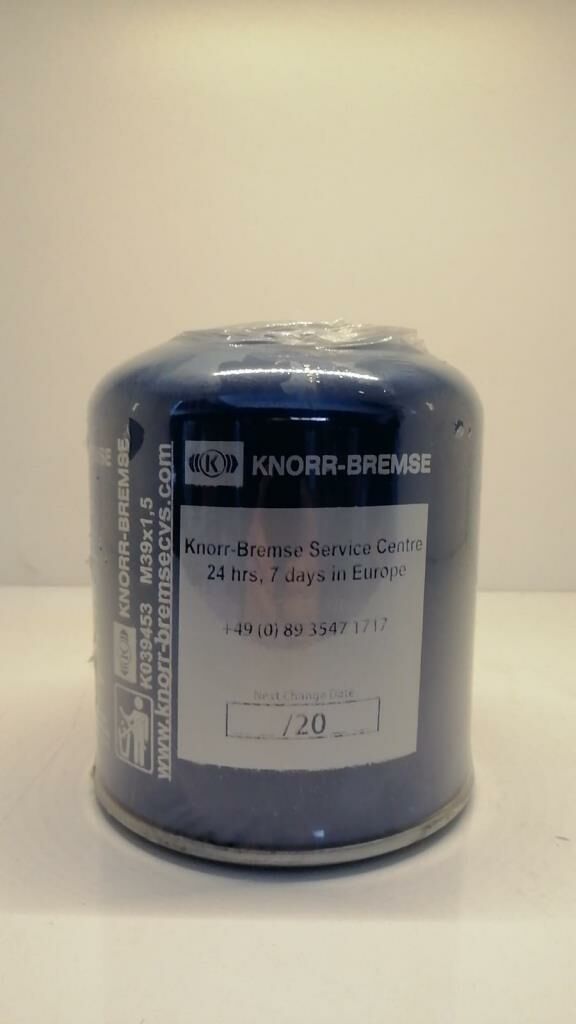 KNORR-BREMSE
Knorr-Bremse Service Centre
24 hrs, 7 days in Europe
+49 (0) 89 3547 1717
Next Change Date
/20
KNORR-BREMSE
K039453 M39x1,5
www.knorr-bremsecvs.com